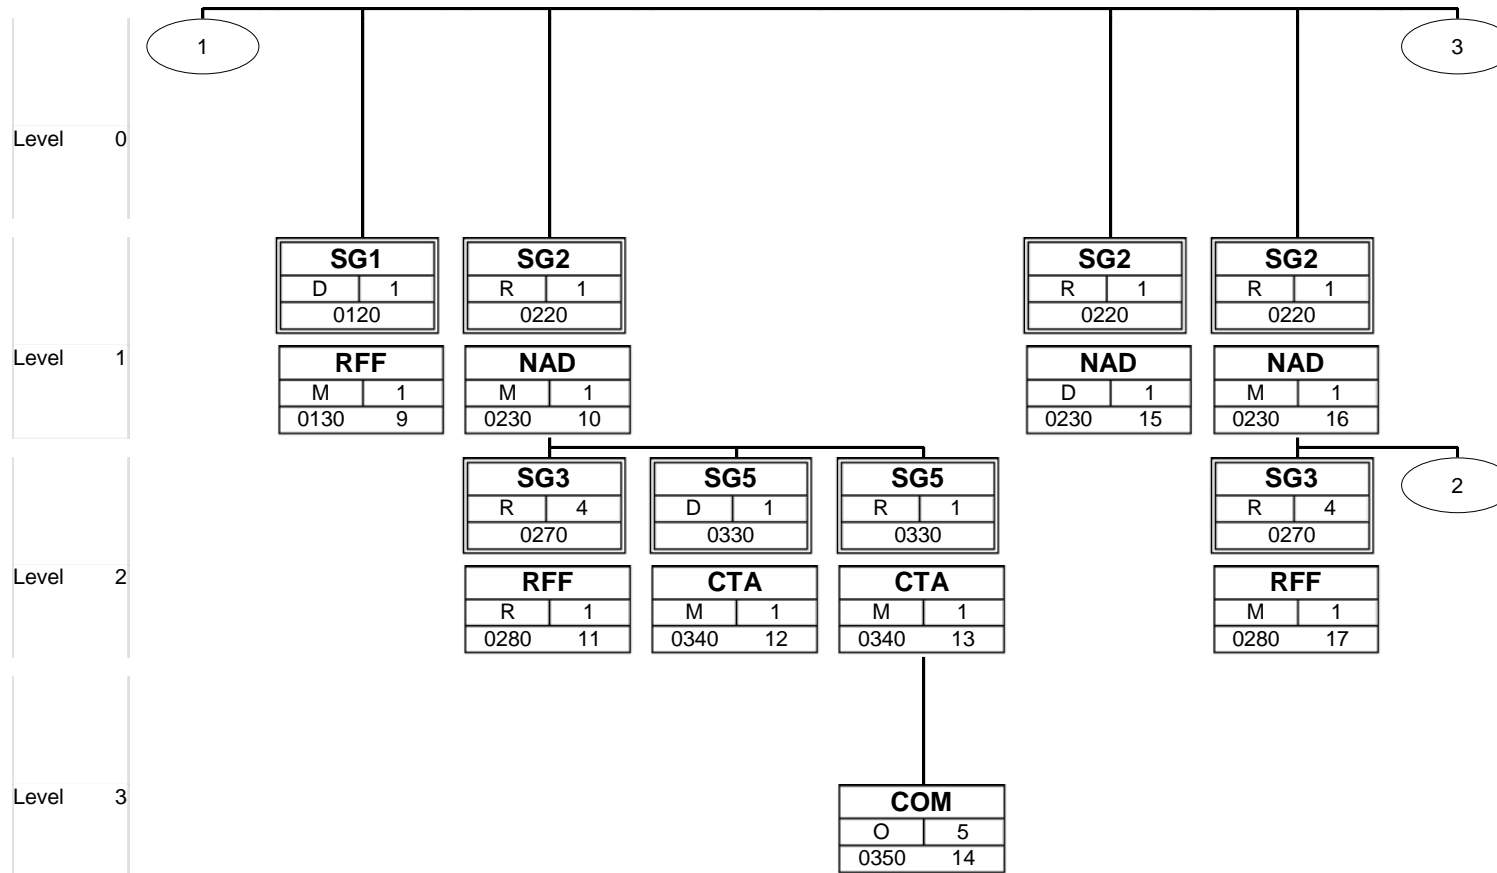 1 3
Level 0
SG1 SG2 SG2 SG2
D 1 R 1 R 1 R 1
0120 0220 0220 0220
Level 1
RFF NAD NAD NAD
M 1 M 1 D 1 M 1
0130 9 0230 10 0230 15 0230 16
SG3 SG5 SG5 SG3 2
R 4 D 1 R 1 R 4
0270 0330 0330 0270
Level 2
RFF CTA CTA RFF
R 1 M 1 M 1 M 1
0280 11 0340 12 0340 13 0280 17
Level 3
COM
O 5
0350 14